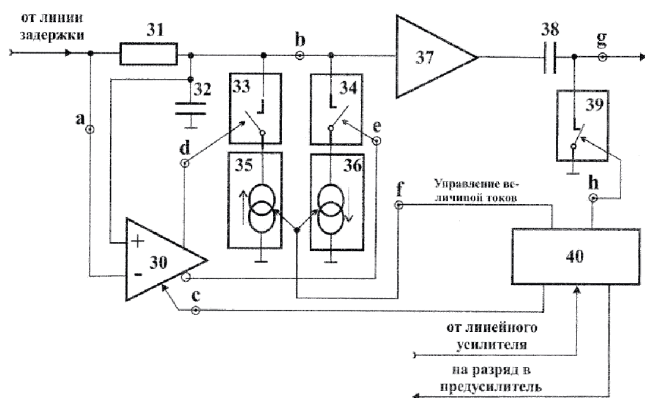 от линии
задержки
31
b
38
g
37
33
34
32
39
a
d
e
35
36
f
Управление ве-
личиной токов
h
+
-
30
40
c
от линейного
усилителя
на разряд в
предусилитель